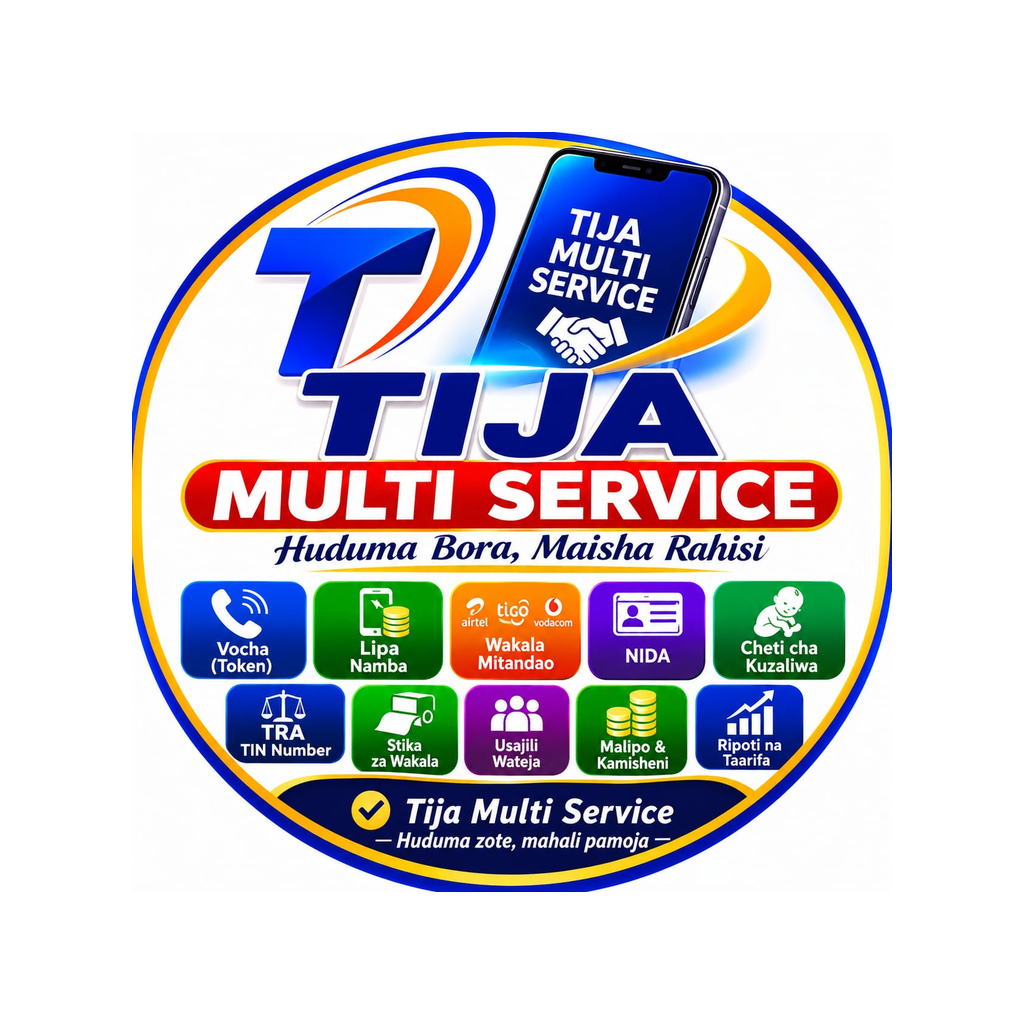 TIJA
MULTI
SERVICE
TIJA
MULTI SERVICE
Huduma Bora, Maisha Rahisi
Vocha
(Token)
Lipa
Namba
airtel tigo vodacom
Wakala
Mitandao
NIDA
Cheti cha
Kuzaliwa
TRA
TIN Number
Stika
za Wakala
Usajili
Wateja
Malipo &
Kamisheni
Ripoti na
Taarifa
Tija Multi Service
— Huduma zote, mahali pamoja —